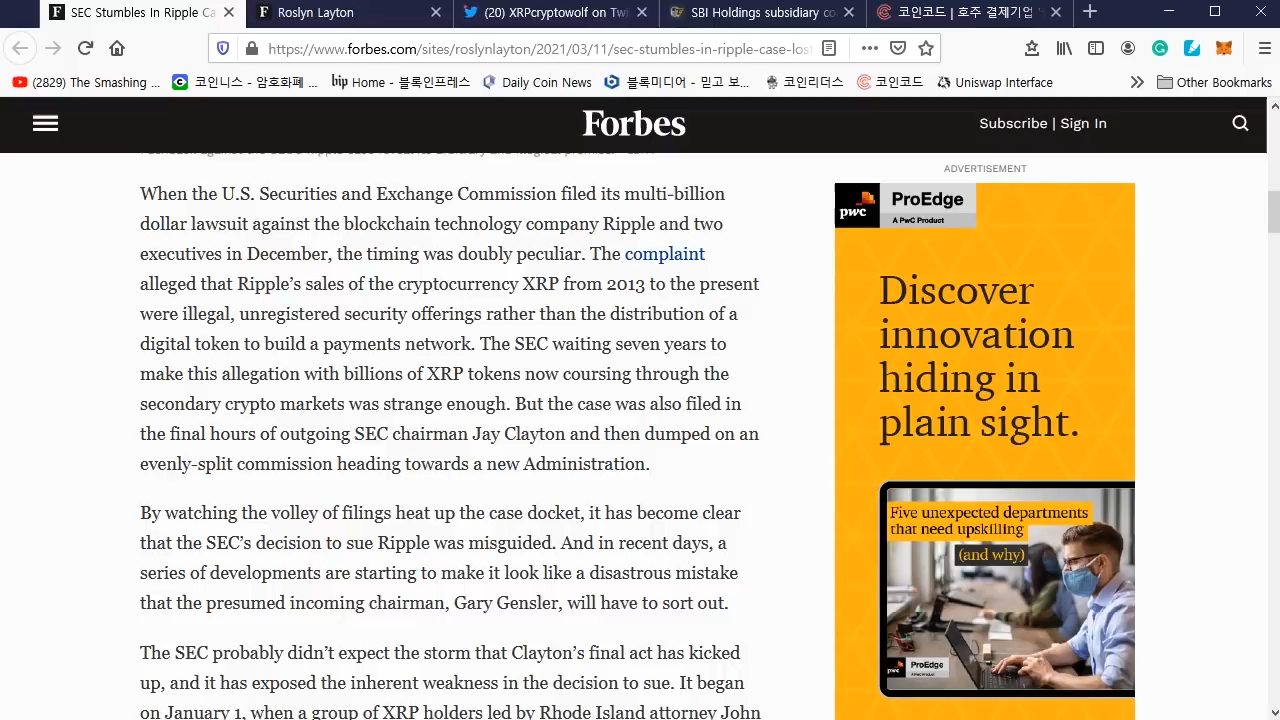 SEC Stumbles In Ripple Ca
Roslyn Layton
(20) XRPcryptowolf on Tw
SBI Holdings subsidiary co
코인코드 | 호주 결제기업 '
https://www.forbes.com/sites/roslynlayton/2021/03/11/sec-stumbles-in-ripple-case-los
(2829) The Smashing ...
코인니스 - 암호화폐 ...
bip Home - 블록인프레스
Daily Coin News
블록미디어 - 믿고 보...
코인리더스
코인코드
Uniswap Interface
Other Bookmarks
Forbes
Subscribe | Sign In
When the U.S. Securities and Exchange Commission filed its multi-billion
dollar lawsuit against the blockchain technology company Ripple and two
executives in December, the timing was doubly peculiar. The complaint
alleged that Ripple's sales of the cryptocurrency XRP from 2013 to the present
were illegal, unregistered security offerings rather than the distribution of a
digital token to build a payments network. The SEC waiting seven years to
make this allegation with billions of XRP tokens now coursing through the
secondary crypto markets was strange enough. But the case was also filed in
the final hours of outgoing SEC chairman Jay Clayton and then dumped on an
evenly-split commission heading towards a new Administration.
By watching the volley of filings heat up the case docket, it has become clear
that the SEC's decision to sue Ripple was misguided. And in recent days, a
series of developments are starting to make it look like a disastrous mistake
that the presumed incoming chairman, Gary Gensler, will have to sort out.
The SEC probably didn't expect the storm that Clayton's final act has kicked
up, and it has exposed the inherent weakness in the decision to sue. It began
on January 1, when a group of XRP holders led by Rhode Island attorney John
ADVERTISEMENT
pwc
ProEdge
A PwC Product
Discover
innovation
hiding in
plain sight.
Five unexpected departments
that need upskilling
(and why)
pwc
ProEdge
A PwC Product